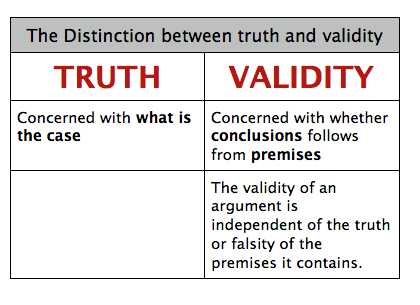 The Distinction between truth and validity
TRUTH
VALIDITY
Concerned with what is
the case
Concerned with whether
conclusions follows
from premises
The validity of an
argument is
independent of the truth
or falsity of the
premises it contains.